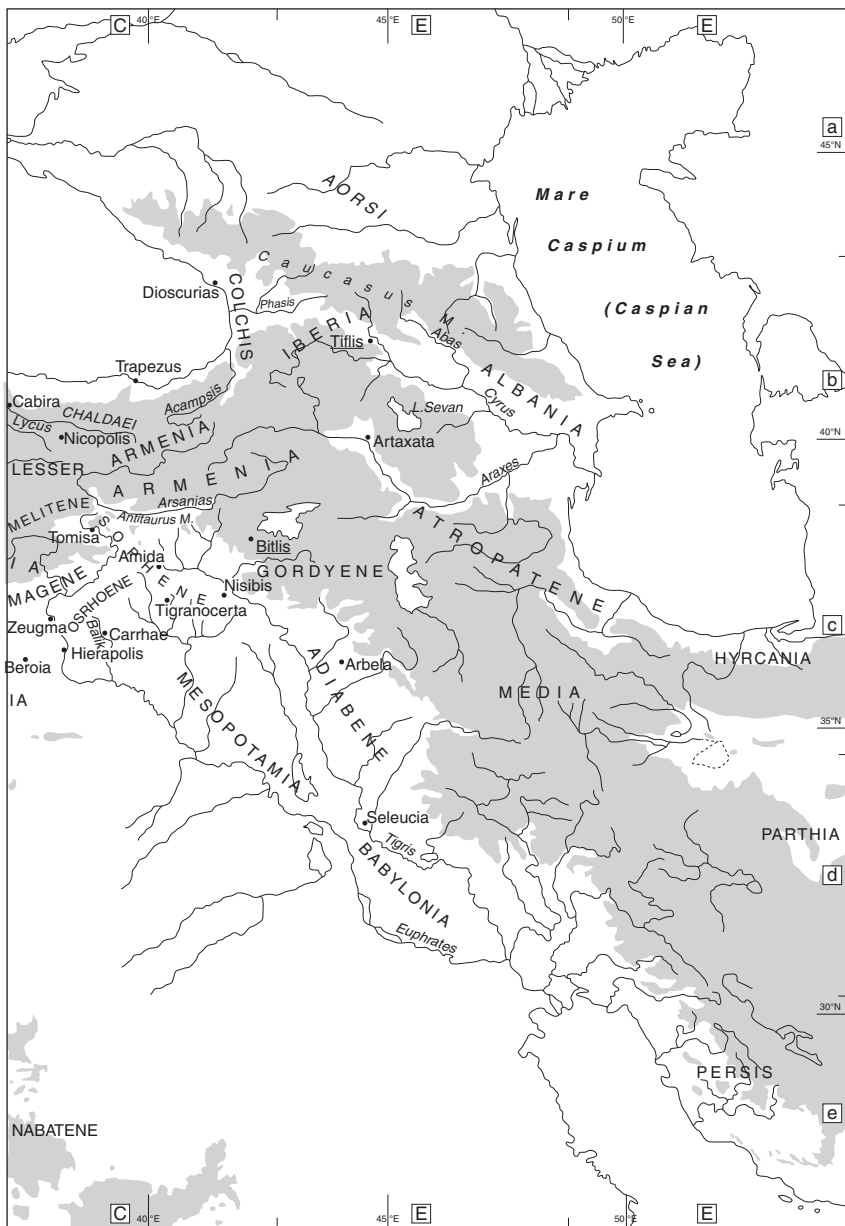 C
40°E
E
45°E
E
50°E
a
45°N
AORSI
Mare
Caspium
(Caspian
Sea)
Caucasus M.
Dioscurias
COLCHIS
Phasis
IBERIA
Tiflis
Abas
ALBANIA
Trapezus
b
Cabira
Acampsis
CHALDAEI
L.Sevan
Cyrus
Lycus
Nicopolis
ARMENIA
Artaxata
40°N
LESSER
ARMENIA
Araxes
MELITENE
Arsanias
Antitaurus M.
ATROPATENE
Tomisa
SOPHENE
Bitlis
IA
Amida
GORDYENE
MAGENE
Nisibis
OSRHOENE
Tigranocerta
Zeugma
Balik
Carrhae
c
Hierapolis
Beroia
ADIABENE
Arbela
HYRCANIA
IA
MESOPOTAMIA
MEDIA
35°N
Seleucia
Tigris
PARTHIA
BABYLONIA
d
Euphrates
30°N
PERSIS
e
NABATENE
C
40°E
E
45°E
E
50°E